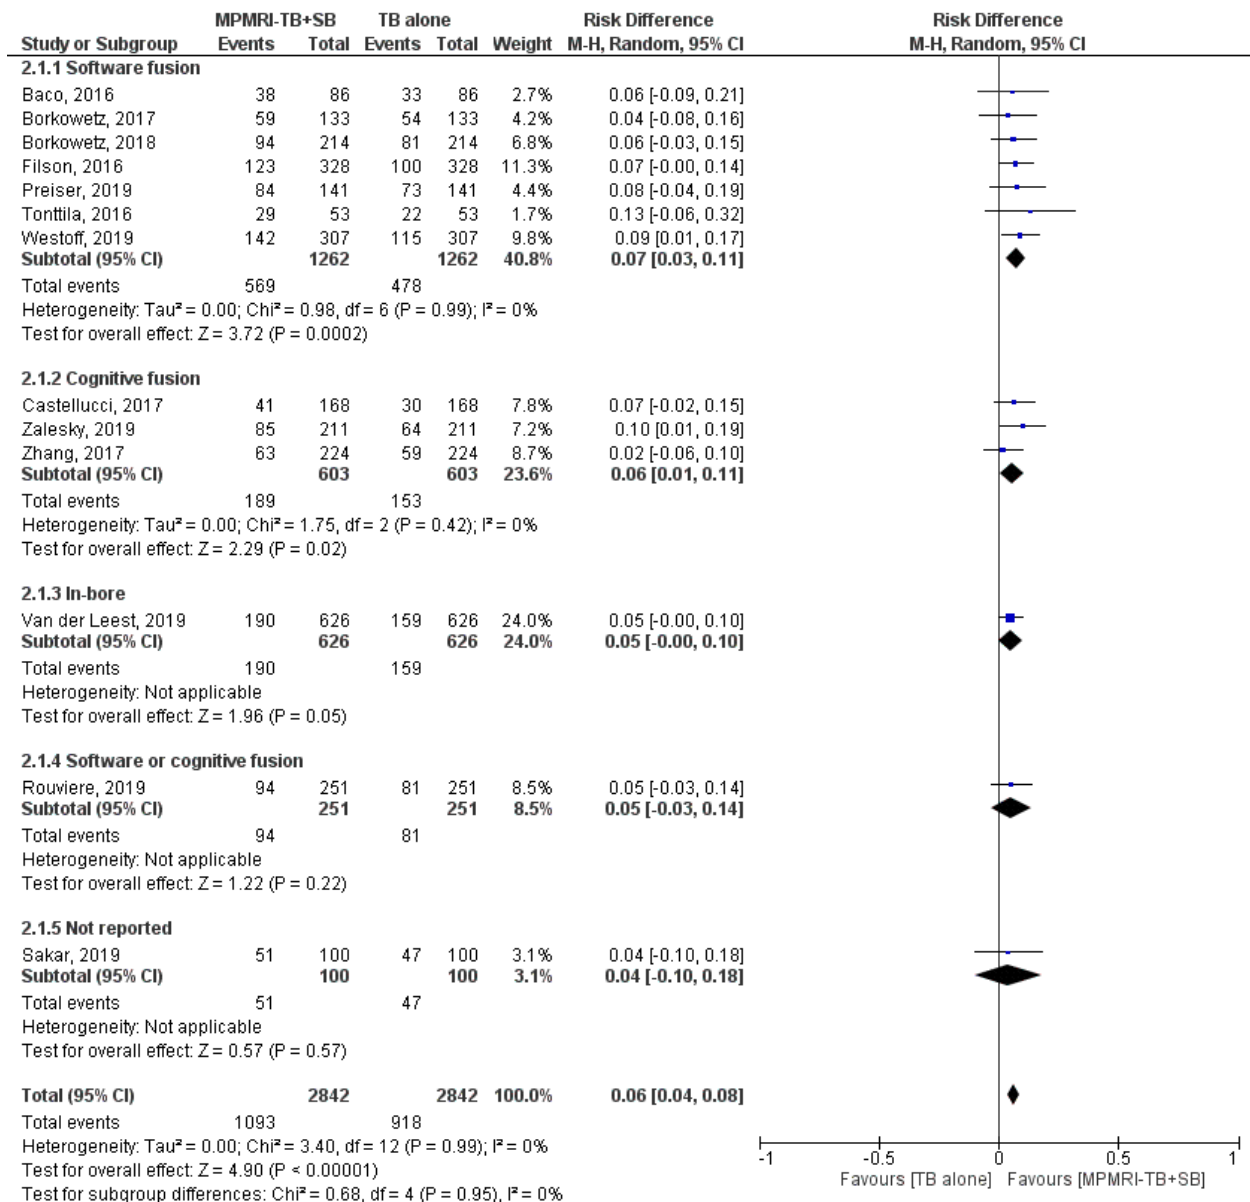 MPMRI-TB+SB TB alone Risk Difference Risk Difference
Study or Subgroup Events Total Events Total Weight M-H, Random, 95% CI M-H, Random, 95% CI
2.1.1 Software fusion
Baco, 2016 38 86 33 86 2.7% 0.06 [-0.09, 0.21]
Borkowetz, 2017 59 133 54 133 4.2% 0.04 [-0.08, 0.16]
Borkowetz, 2018 94 214 81 214 6.8% 0.06 [-0.03, 0.15]
Filson, 2016 123 328 100 328 11.3% 0.07 [-0.00, 0.14]
Preiser, 2019 84 141 73 141 4.4% 0.08 [-0.04, 0.19]
Tonttila, 2016 29 53 22 53 1.7% 0.13 [-0.06, 0.32]
Westoff, 2019 142 307 115 307 9.8% 0.09 [0.01, 0.17]
Subtotal (95% CI) 1262 1262 40.8% 0.07 [0.03, 0.11]
Total events 569 478
Heterogeneity: Tau² = 0.00; Chi² = 0.98, df = 6 (P = 0.99); I² = 0%
Test for overall effect: Z = 3.72 (P = 0.0002)
2.1.2 Cognitive fusion
Castellucci, 2017 41 168 30 168 7.8% 0.07 [-0.02, 0.15]
Zalesky, 2019 85 211 64 211 7.2% 0.10 [0.01, 0.19]
Zhang, 2017 63 224 59 224 8.7% 0.02 [-0.06, 0.10]
Subtotal (95% CI) 603 603 23.6% 0.06 [0.01, 0.11]
Total events 189 153
Heterogeneity: Tau² = 0.00; Chi² = 1.75, df = 2 (P = 0.42); I² = 0%
Test for overall effect: Z = 2.29 (P = 0.02)
2.1.3 In-bore
Van der Leest, 2019 190 626 159 626 24.0% 0.05 [-0.00, 0.10]
Subtotal (95% CI) 626 626 24.0% 0.05 [-0.00, 0.10]
Total events 190 159
Heterogeneity: Not applicable
Test for overall effect: Z = 1.96 (P = 0.05)
2.1.4 Software or cognitive fusion
Rouviere, 2019 94 251 81 251 8.5% 0.05 [-0.03, 0.14]
Subtotal (95% CI) 251 251 8.5% 0.05 [-0.03, 0.14]
Total events 94 81
Heterogeneity: Not applicable
Test for overall effect: Z = 1.22 (P = 0.22)
2.1.5 Not reported
Sakar, 2019 51 100 47 100 3.1% 0.04 [-0.10, 0.18]
Subtotal (95% CI) 100 100 3.1% 0.04 [-0.10, 0.18]
Total events 51 47
Heterogeneity: Not applicable
Test for overall effect: Z = 0.57 (P = 0.57)
Total (95% CI) 2842 2842 100.0% 0.06 [0.04, 0.08]
Total events 1093 918
Heterogeneity: Tau² = 0.00; Chi² = 3.40, df = 12 (P = 0.99); I² = 0%
Test for overall effect: Z = 4.90 (P < 0.00001)
Test for subgroup differences: Chi² = 0.68, df = 4 (P = 0.95), I² = 0%
-1 -0.5 0 0.5 1
Favours [TB alone] Favours [MPMRI-TB+SB]